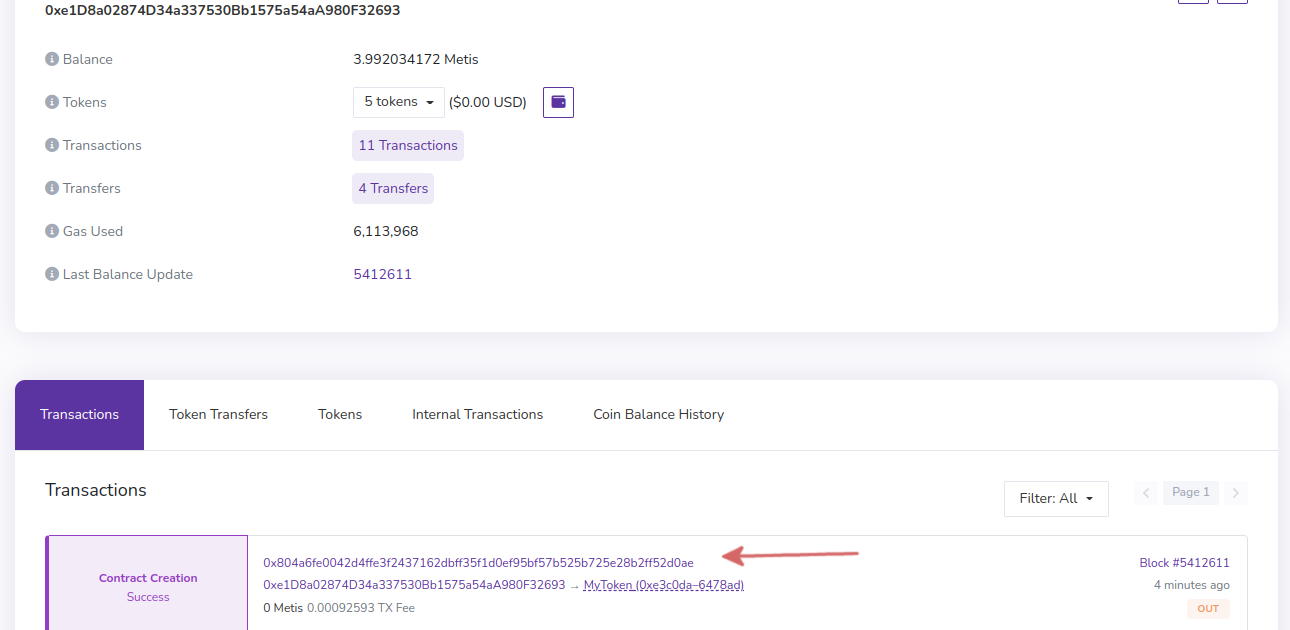 0xe1D8a02874D34a337530Bb1575a54aA980F32693
Balance 3.992034172 Metis
Tokens 5 tokens ($0.00 USD)
Transactions 11 Transactions
Transfers 4 Transfers
Gas Used 6,113,968
Last Balance Update 5412611
Transactions Token Transfers Tokens Internal Transactions Coin Balance History
Transactions Filter: All Page 1
0x804a6fe0042d4ffe3f2437162dbff35f1d0ef95bf57b525b725e28b2ff52d0ae Block #5412611
Contract Creation 0xe1D8a02874D34a337530Bb1575a54aA980F32693 → MyToken (0xe3c0da–6478ad) 4 minutes ago
Success 0 Metis 0.00092593 TX Fee OUT